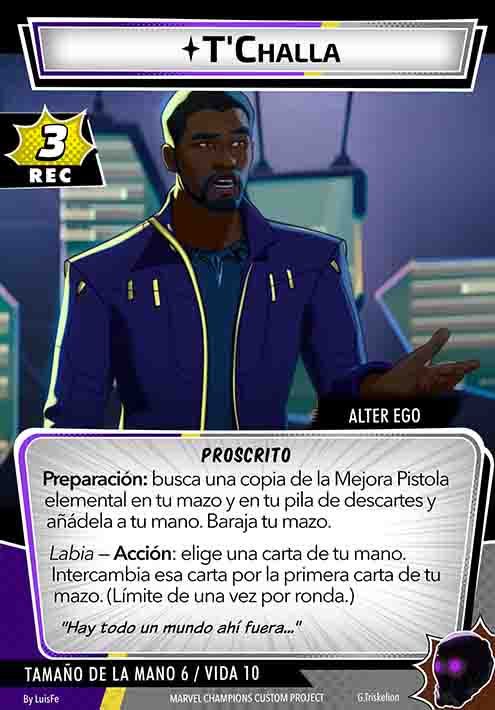 T'CHALLA
3
REC
ALTER EGO
PROSCRITO
Preparación: busca una copia de la Mejora Pistola
elemental en tu mazo y en tu pila de descartes y
añádela a tu mano. Baraja tu mazo.
Labia – Acción: elige una carta de tu mano.
Intercambia esa carta por la primera carta de tu
mazo. (Límite de una vez por ronda.)
"Hay todo un mundo ahí fuera..."
TAMAÑO DE LA MANO 6 / VIDA 10
By LuisFe MARVEL CHAMPIONS CUSTOM PROJECT G.Triskelion